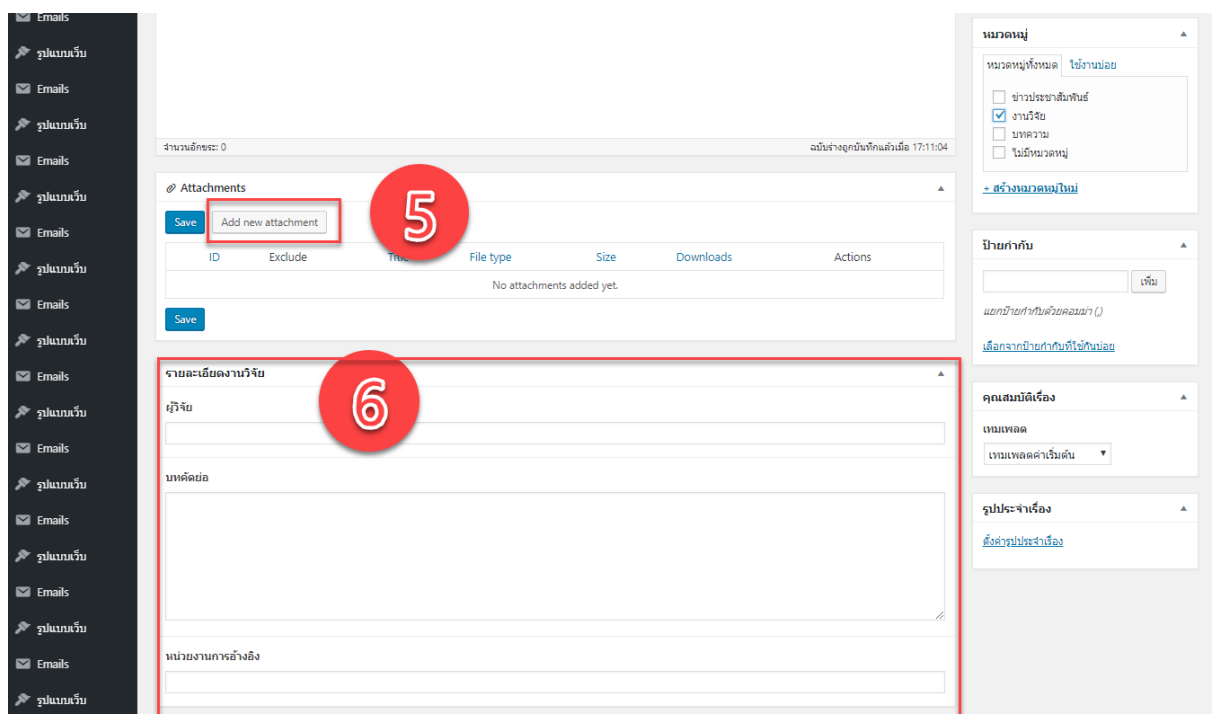 Emails
รูปแบบเว็บ
Emails
รูปแบบเว็บ
Emails
รูปแบบเว็บ
Emails
รูปแบบเว็บ
Emails
รูปแบบเว็บ
Emails
รูปแบบเว็บ
Emails
รูปแบบเว็บ
Emails
รูปแบบเว็บ
Emails
รูปแบบเว็บ
Emails
รูปแบบเว็บ
จำนวนอักขระ: 0
ฉบับร่างถูกบันทึกแล้วเมื่อ 17:11:04
Attachments
Save Add new attachment
5
ID Exclude Title File type Size Downloads Actions
No attachments added yet.
Save
รายละเอียดงานวิจัย
6
ผู้วิจัย
บทคัดย่อ
หน่วยงานการอ้างอิง
หมวดหมู่
หมวดหมู่ทั้งหมด ใช้งานบ่อย
ข่าวประชาสัมพันธ์
งานวิจัย
บทความ
ไม่มีหมวดหมู่
+ สร้างหมวดหมู่ใหม่
ป้ายกำกับ
เพิ่ม
แยกป้ายกำกับด้วยคอมม่า (,)
เลือกจากป้ายกำกับที่ใช้กันบ่อย
คุณสมบัติเรื่อง
เทมเพลต
เทมเพลตค่าเริ่มต้น
รูปประจำเรื่อง
ตั้งค่ารูปประจำเรื่อง